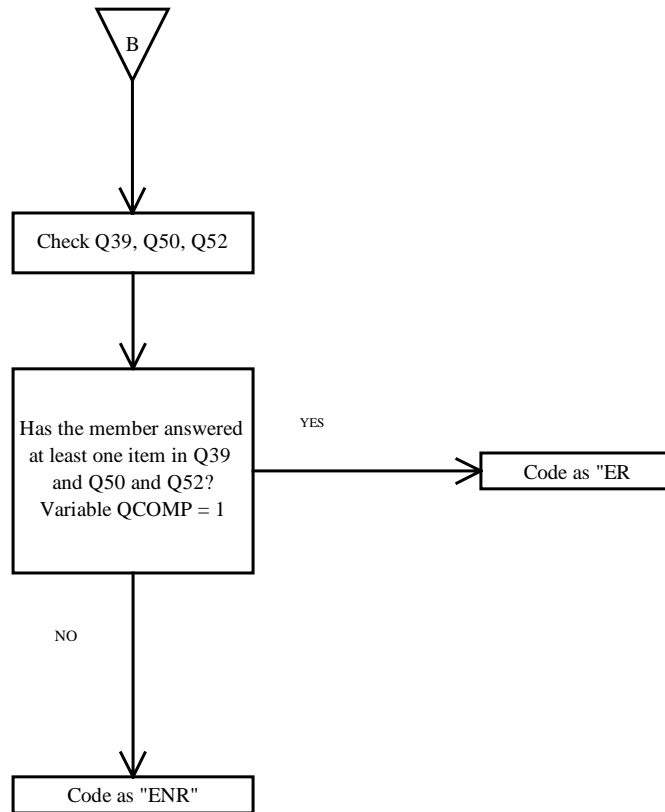 B
Check Q39, Q50, Q52
Has the member answered
at least one item in Q39
and Q50 and Q52?
Variable QCOMP = 1
YES
Code as "ER
NO
Code as "ENR"